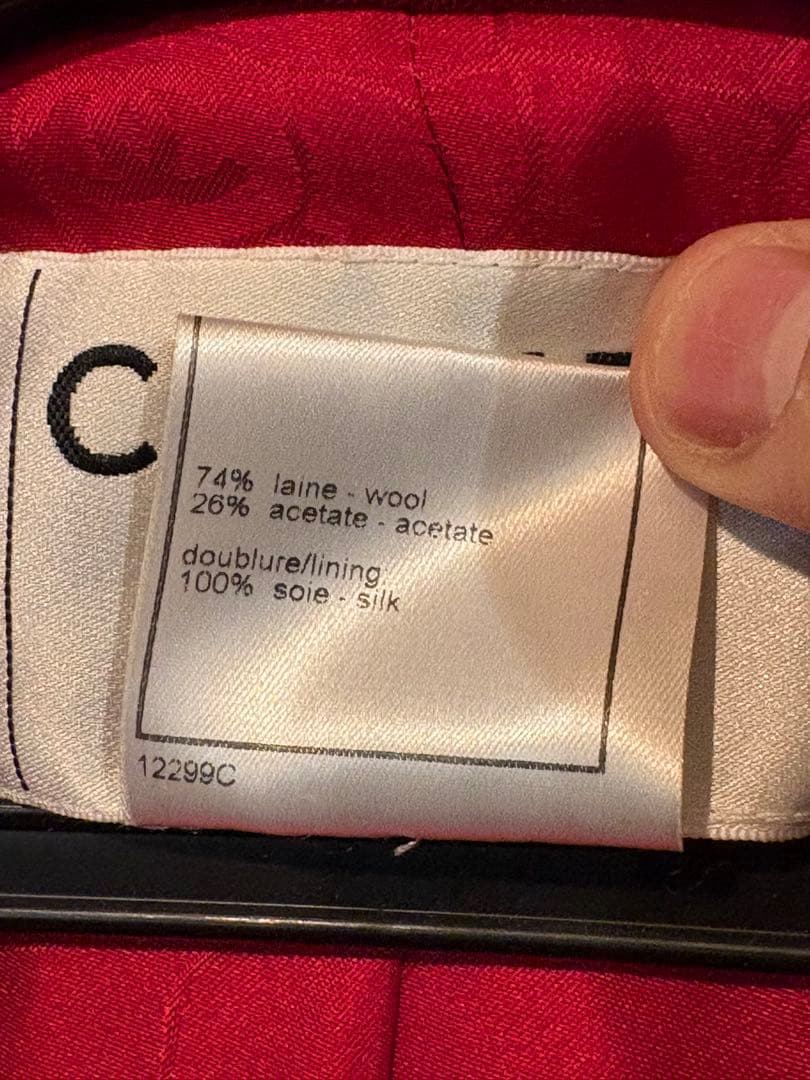 C
74% laine - wool
26% acetate - acetate
doublure/lining
100% soie - silk
12299C